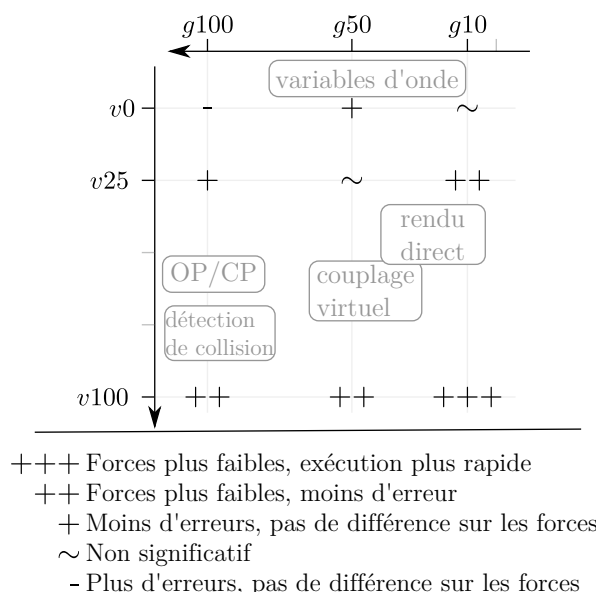 g100 g50 g10
variables d'onde
v0 - + ~
v25 + ~ ++
rendu
direct
OP/CP
couplage
virtuel
détection
de collision
v100 ++ ++ +++
+++ Forces plus faibles, exécution plus rapide
++ Forces plus faibles, moins d'erreur
+ Moins d'erreurs, pas de différence sur les forces
~ Non significatif
- Plus d'erreurs, pas de différence sur les forces